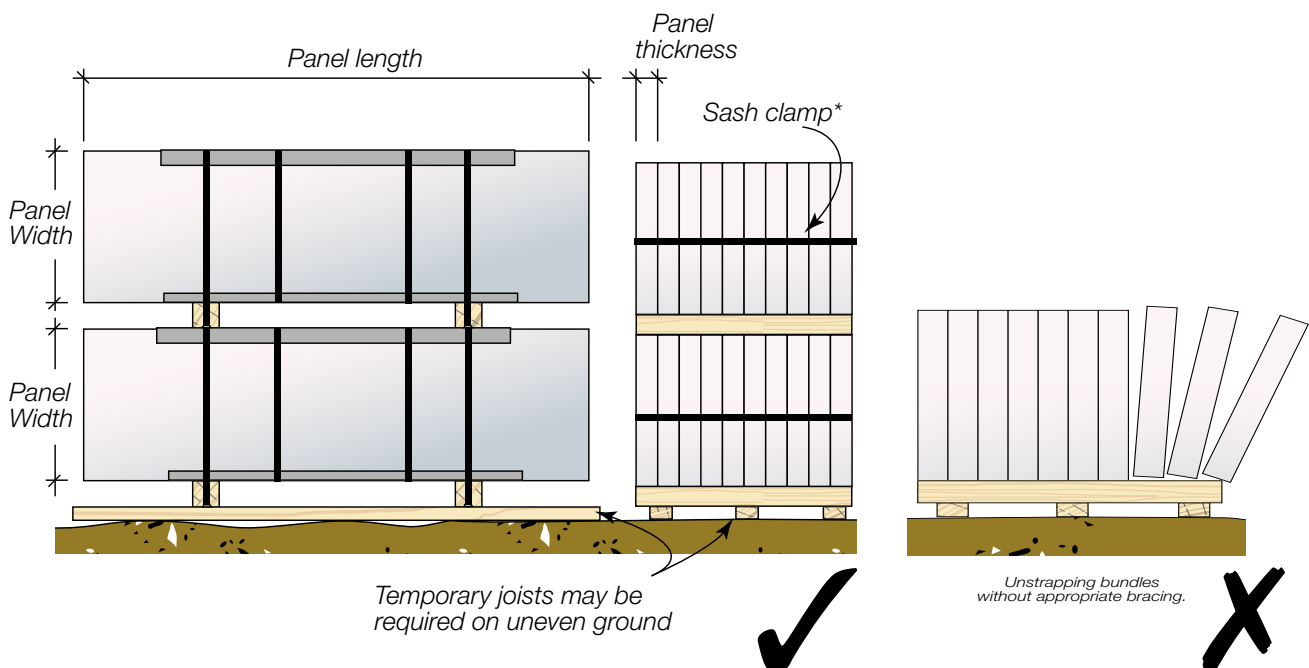 Panel length
Panel
thickness
Sash clamp*
Panel
Width
Panel
Width
Temporary joists may be
required on uneven ground
Unstrapping bundles
without appropriate bracing.